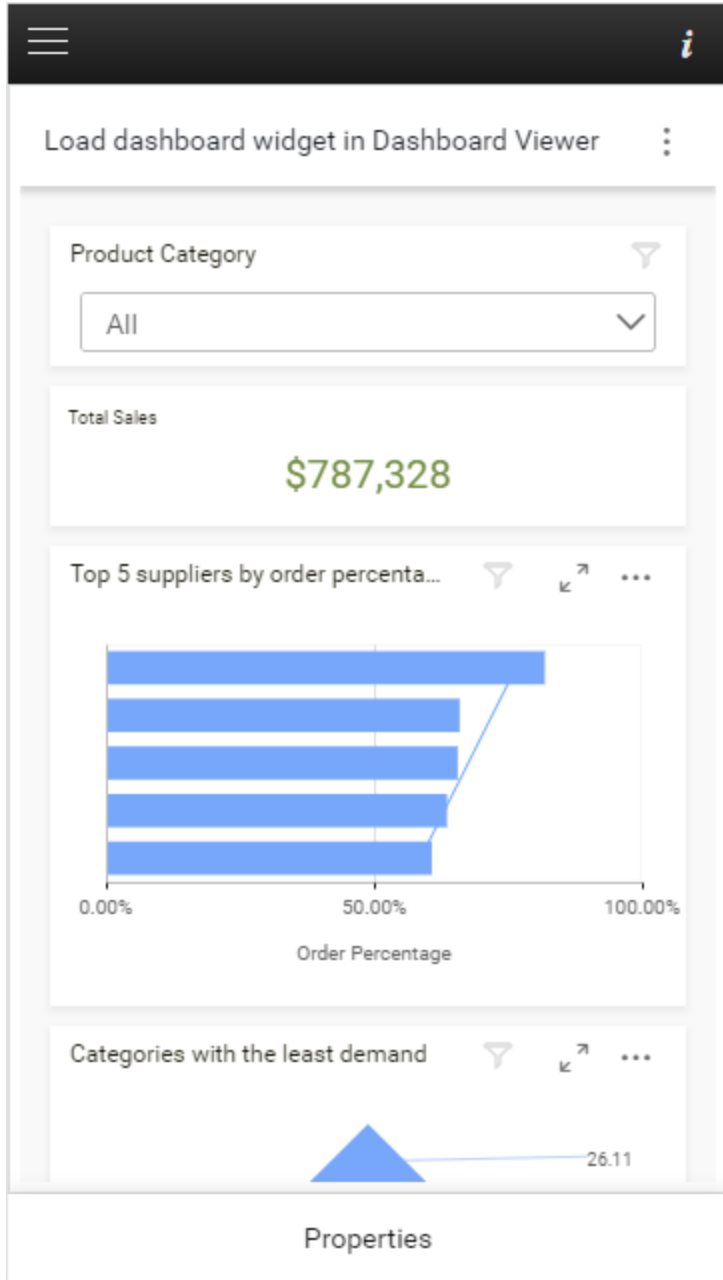 i
Load dashboard widget in Dashboard Viewer
Product Category
All
Total Sales
$787,328
Top 5 suppliers by order percenta...
0.00% 50.00% 100.00%
Order Percentage
Categories with the least demand
26.11
Properties